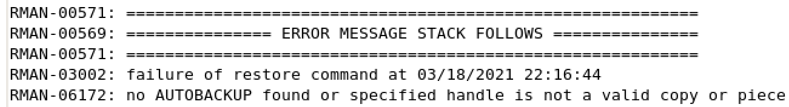 RMAN-00571: ===========================================================
RMAN-00569: =============== ERROR MESSAGE STACK FOLLOWS ===============
RMAN-00571: ===========================================================
RMAN-03002: failure of restore command at 03/18/2021 22:16:44
RMAN-06172: no AUTOBACKUP found or specified handle is not a valid copy or piece